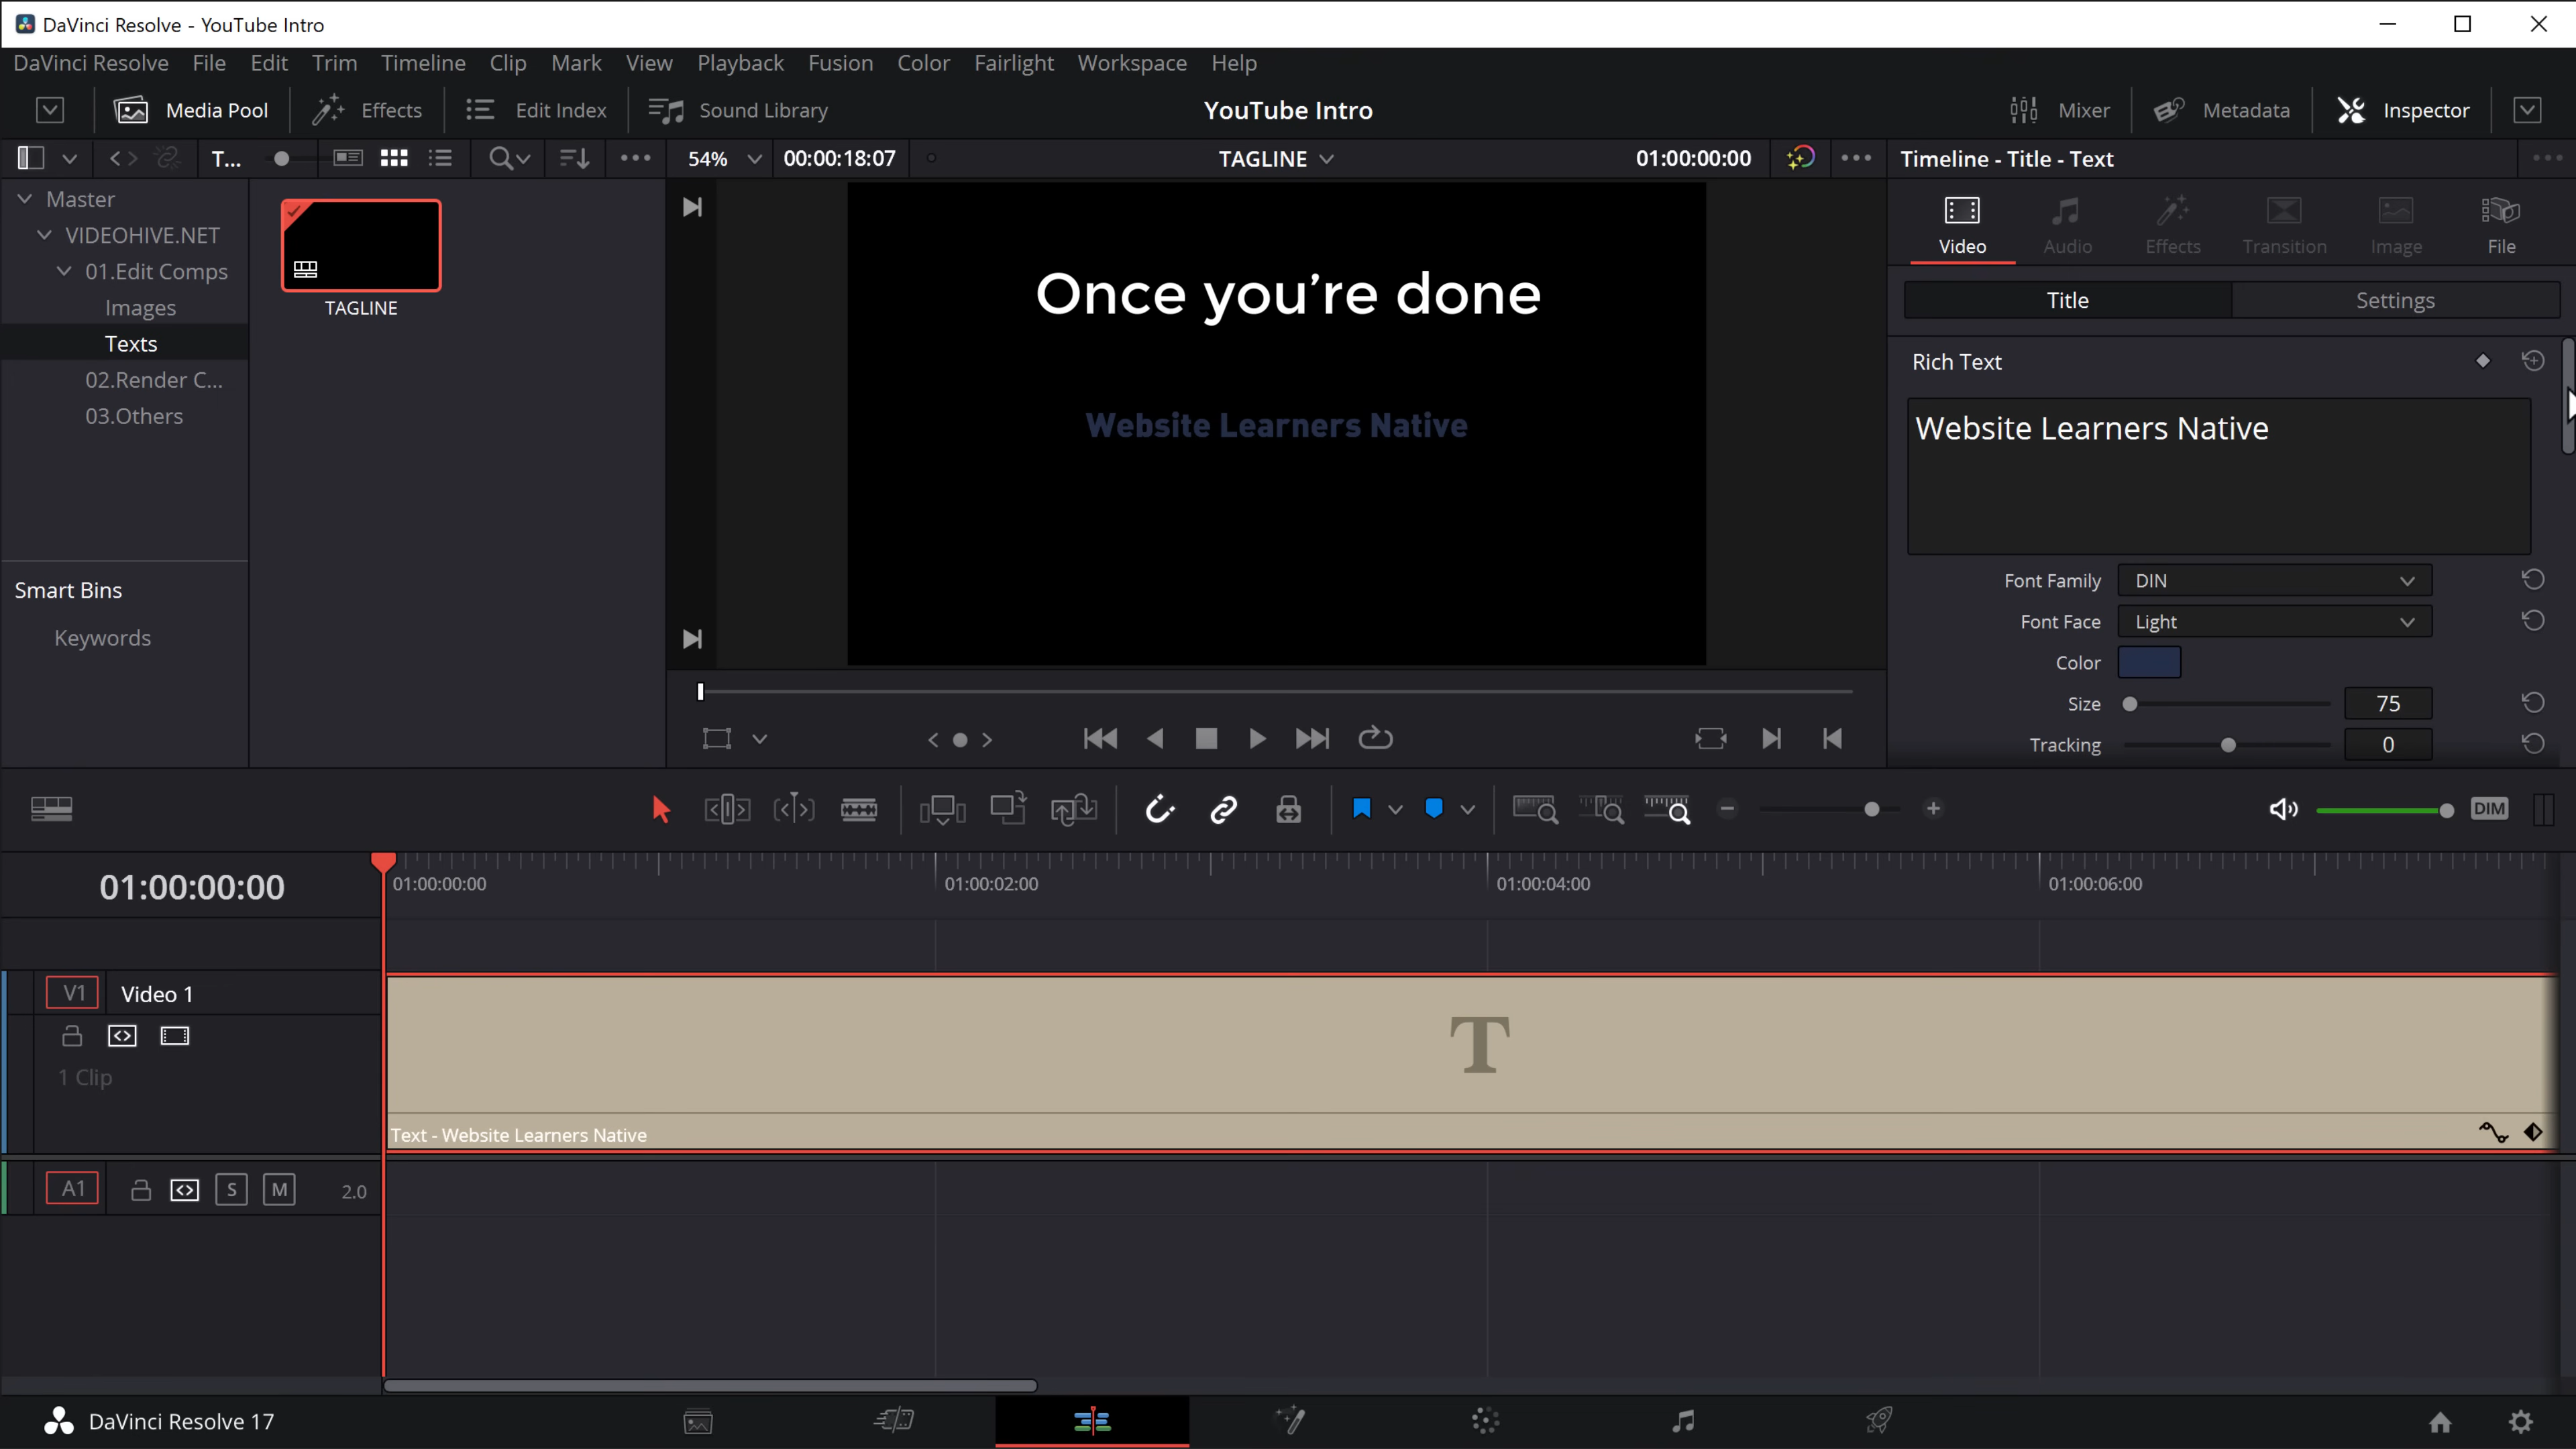 DaVinci Resolve - YouTube Intro
DaVinci Resolve File Edit Trim Timeline Clip Mark View Playback Fusion Color Fairlight Workspace Help
Media Pool Effects Edit Index Sound Library YouTube Intro Mixer Metadata Inspector
T... 54% 00:00:18:07 TAGLINE 01:00:00:00 Timeline - Title - Text
Master
VIDEOHIVE.NET
01.Edit Comps
Images
Texts
02.Render C...
03.Others
Smart Bins
Keywords
TAGLINE
Once you're done
Website Learners Native
Video Audio Effects Transition Image File
Title Settings
Rich Text
Website Learners Native
Font Family DIN
Font Face Light
Color
Size 75
Tracking 0
DIM
01:00:00:00 01:00:00:00 01:00:02:00 01:00:04:00 01:00:06:00
V1 Video 1
1 Clip
T
Text - Website Learners Native
A1 S M 2.0
DaVinci Resolve 17